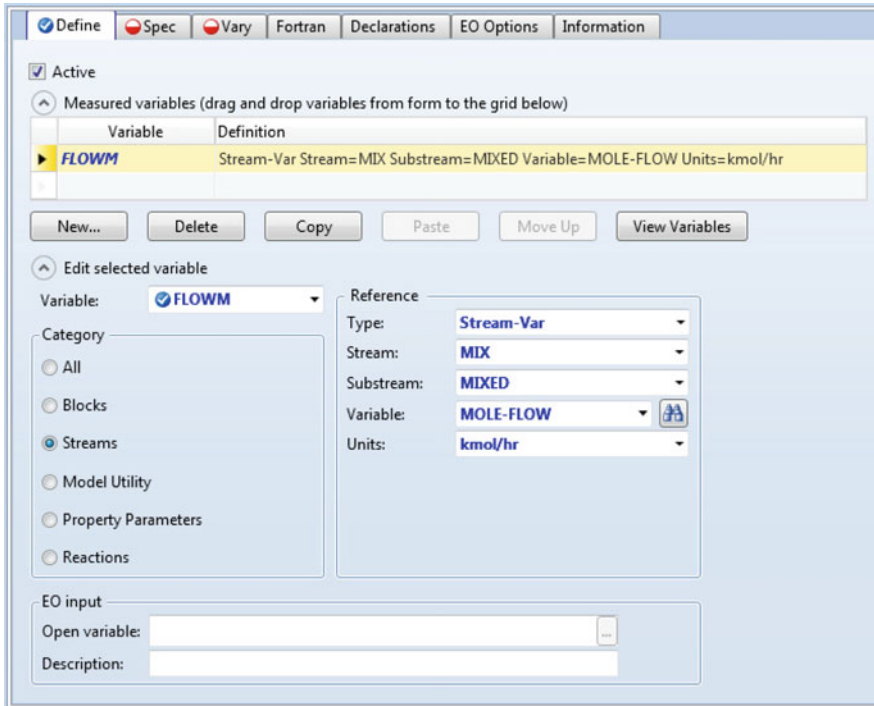 Define Spec Vary Fortran Declarations EO Options Information
Active
Measured variables (drag and drop variables from form to the grid below)
Variable Definition
FLOWM Stream-Var Stream=MIX Substream=MIXED Variable=MOLE-FLOW Units=kmol/hr
New... Delete Copy Paste Move Up View Variables
Edit selected variable
Variable: FLOWM
Category
All
Blocks
Streams
Model Utility
Property Parameters
Reactions
Reference
Type: Stream-Var
Stream: MIX
Substream: MIXED
Variable: MOLE-FLOW
Units: kmol/hr
EO input
Open variable: ...
Description: